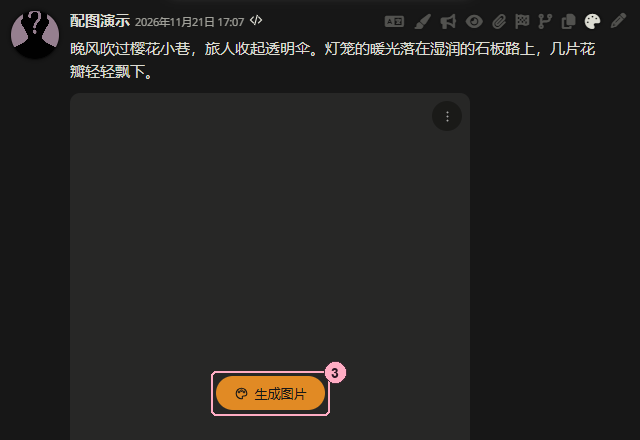 配图演示 2026年11月21日 17:07
晚风吹过樱花小巷，旅人收起透明伞。灯笼的暖光落在湿润的石板路上，几片花
瓣轻轻飘下。
3
生成图片